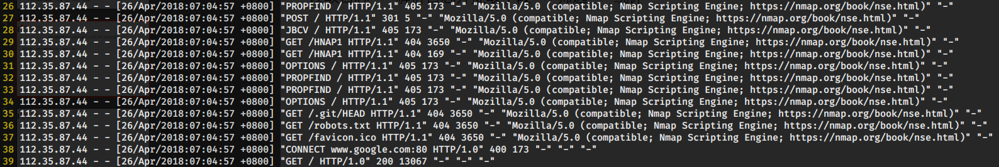 26 112.35.87.44 - - [26/Apr/2018:07:04:57 +0800] "PROPFIND / HTTP/1.1" 405 173 "-" "Mozilla/5.0 (compatible; Nmap Scripting Engine; https://nmap.org/book/nse.html)" "-"
27 112.35.87.44 - - [26/Apr/2018:07:04:57 +0800] "POST / HTTP/1.1" 301 5 "-" "Mozilla/5.0 (compatible; Nmap Scripting Engine; https://nmap.org/book/nse.html)" "-"
28 112.35.87.44 - - [26/Apr/2018:07:04:57 +0800] "JBCV / HTTP/1.1" 405 173 "-" "Mozilla/5.0 (compatible; Nmap Scripting Engine; https://nmap.org/book/nse.html)" "-"
29 112.35.87.44 - - [26/Apr/2018:07:04:57 +0800] "GET /HNAP1 HTTP/1.1" 404 3650 "-" "Mozilla/5.0 (compatible; Nmap Scripting Engine; https://nmap.org/book/nse.html)" "-"
30 112.35.87.44 - - [26/Apr/2018:07:04:57 +0800] "GET /HNAP1 HTTP/1.1" 404 169 "-" "Mozilla/5.0 (compatible; Nmap Scripting Engine; https://nmap.org/book/nse.html)" "-"
31 112.35.87.44 - - [26/Apr/2018:07:04:57 +0800] "OPTIONS / HTTP/1.1" 405 173 "-" "Mozilla/5.0 (compatible; Nmap Scripting Engine; https://nmap.org/book/nse.html)" "-"
32 112.35.87.44 - - [26/Apr/2018:07:04:57 +0800] "PROPFIND / HTTP/1.1" 405 173 "-" "Mozilla/5.0 (compatible; Nmap Scripting Engine; https://nmap.org/book/nse.html)" "-"
33 112.35.87.44 - - [26/Apr/2018:07:04:57 +0800] "PROPFIND / HTTP/1.1" 405 173 "-" "Mozilla/5.0 (compatible; Nmap Scripting Engine; https://nmap.org/book/nse.html)" "-"
34 112.35.87.44 - - [26/Apr/2018:07:04:57 +0800] "OPTIONS / HTTP/1.1" 405 173 "-" "Mozilla/5.0 (compatible; Nmap Scripting Engine; https://nmap.org/book/nse.html)" "-"
35 112.35.87.44 - - [26/Apr/2018:07:04:57 +0800] "GET /.git/HEAD HTTP/1.1" 404 3650 "-" "Mozilla/5.0 (compatible; Nmap Scripting Engine; https://nmap.org/book/nse.html)" "-"
36 112.35.87.44 - - [26/Apr/2018:07:04:57 +0800] "GET /robots.txt HTTP/1.1" 404 3650 "-" "Mozilla/5.0 (compatible; Nmap Scripting Engine; https://nmap.org/book/nse.html)" "-"
37 112.35.87.44 - - [26/Apr/2018:07:04:57 +0800] "GET /favicon.ico HTTP/1.1" 404 3650 "-" "Mozilla/5.0 (compatible; Nmap Scripting Engine; https://nmap.org/book/nse.html)" "-"
38 112.35.87.44 - - [26/Apr/2018:07:04:57 +0800] "CONNECT www.google.com:80 HTTP/1.0" 400 173 "-" "-" "-"
39 112.35.87.44 - - [26/Apr/2018:07:04:57 +0800] "GET / HTTP/1.0" 200 13067 "-" "-" "-"